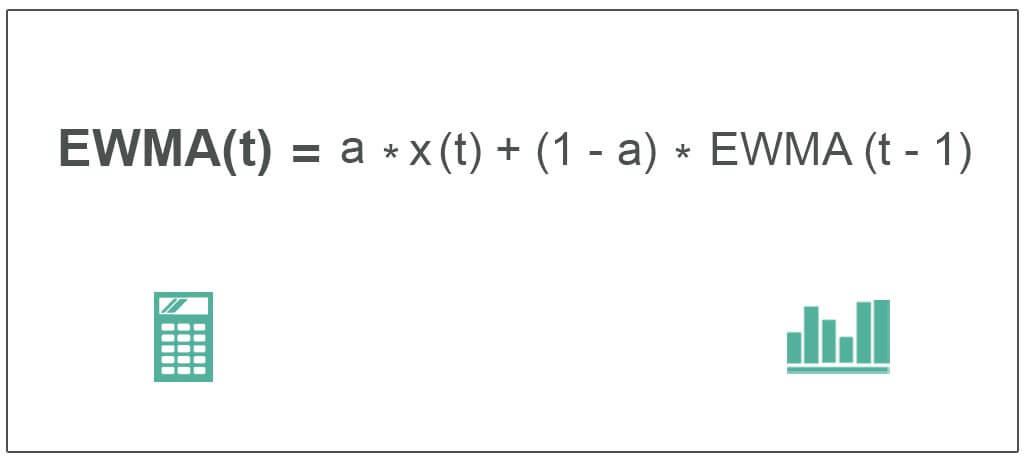 EWMA(t) = a * x(t) + (1 - a) * EWMA (t - 1)